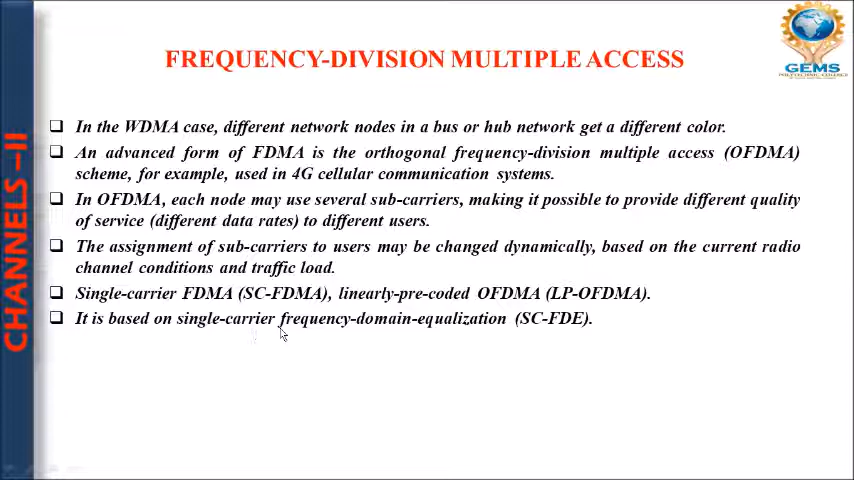 FREQUENCY-DIVISION MULTIPLE ACCESS
GEMS
POLYTECHNIC COLLEGE
In the WDMA case, different network nodes in a bus or hub network get a different color.
An advanced form of FDMA is the orthogonal frequency-division multiple access (OFDMA)
scheme, for example, used in 4G cellular communication systems.
In OFDMA, each node may use several sub-carriers, making it possible to provide different quality
of service (different data rates) to different users.
The assignment of sub-carriers to users may be changed dynamically, based on the current radio
channel conditions and traffic load.
Single-carrier FDMA (SC-FDMA), linearly-pre-coded OFDMA (LP-OFDMA).
It is based on single-carrier frequency-domain-equalization (SC-FDE).
CHANNELS –II